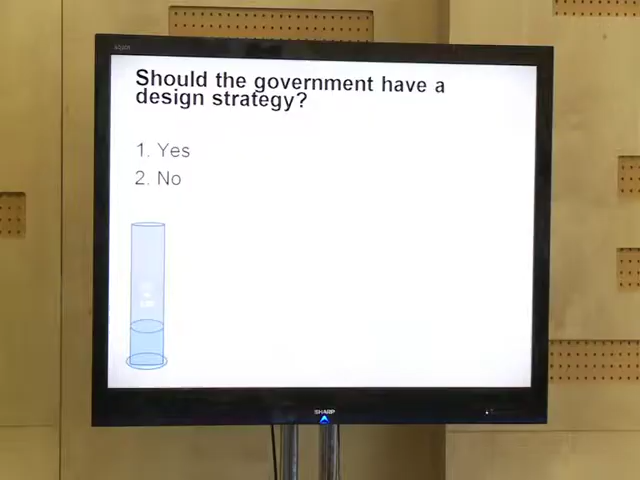 Should the government have a
design strategy?
1. Yes
2. No
SHARP